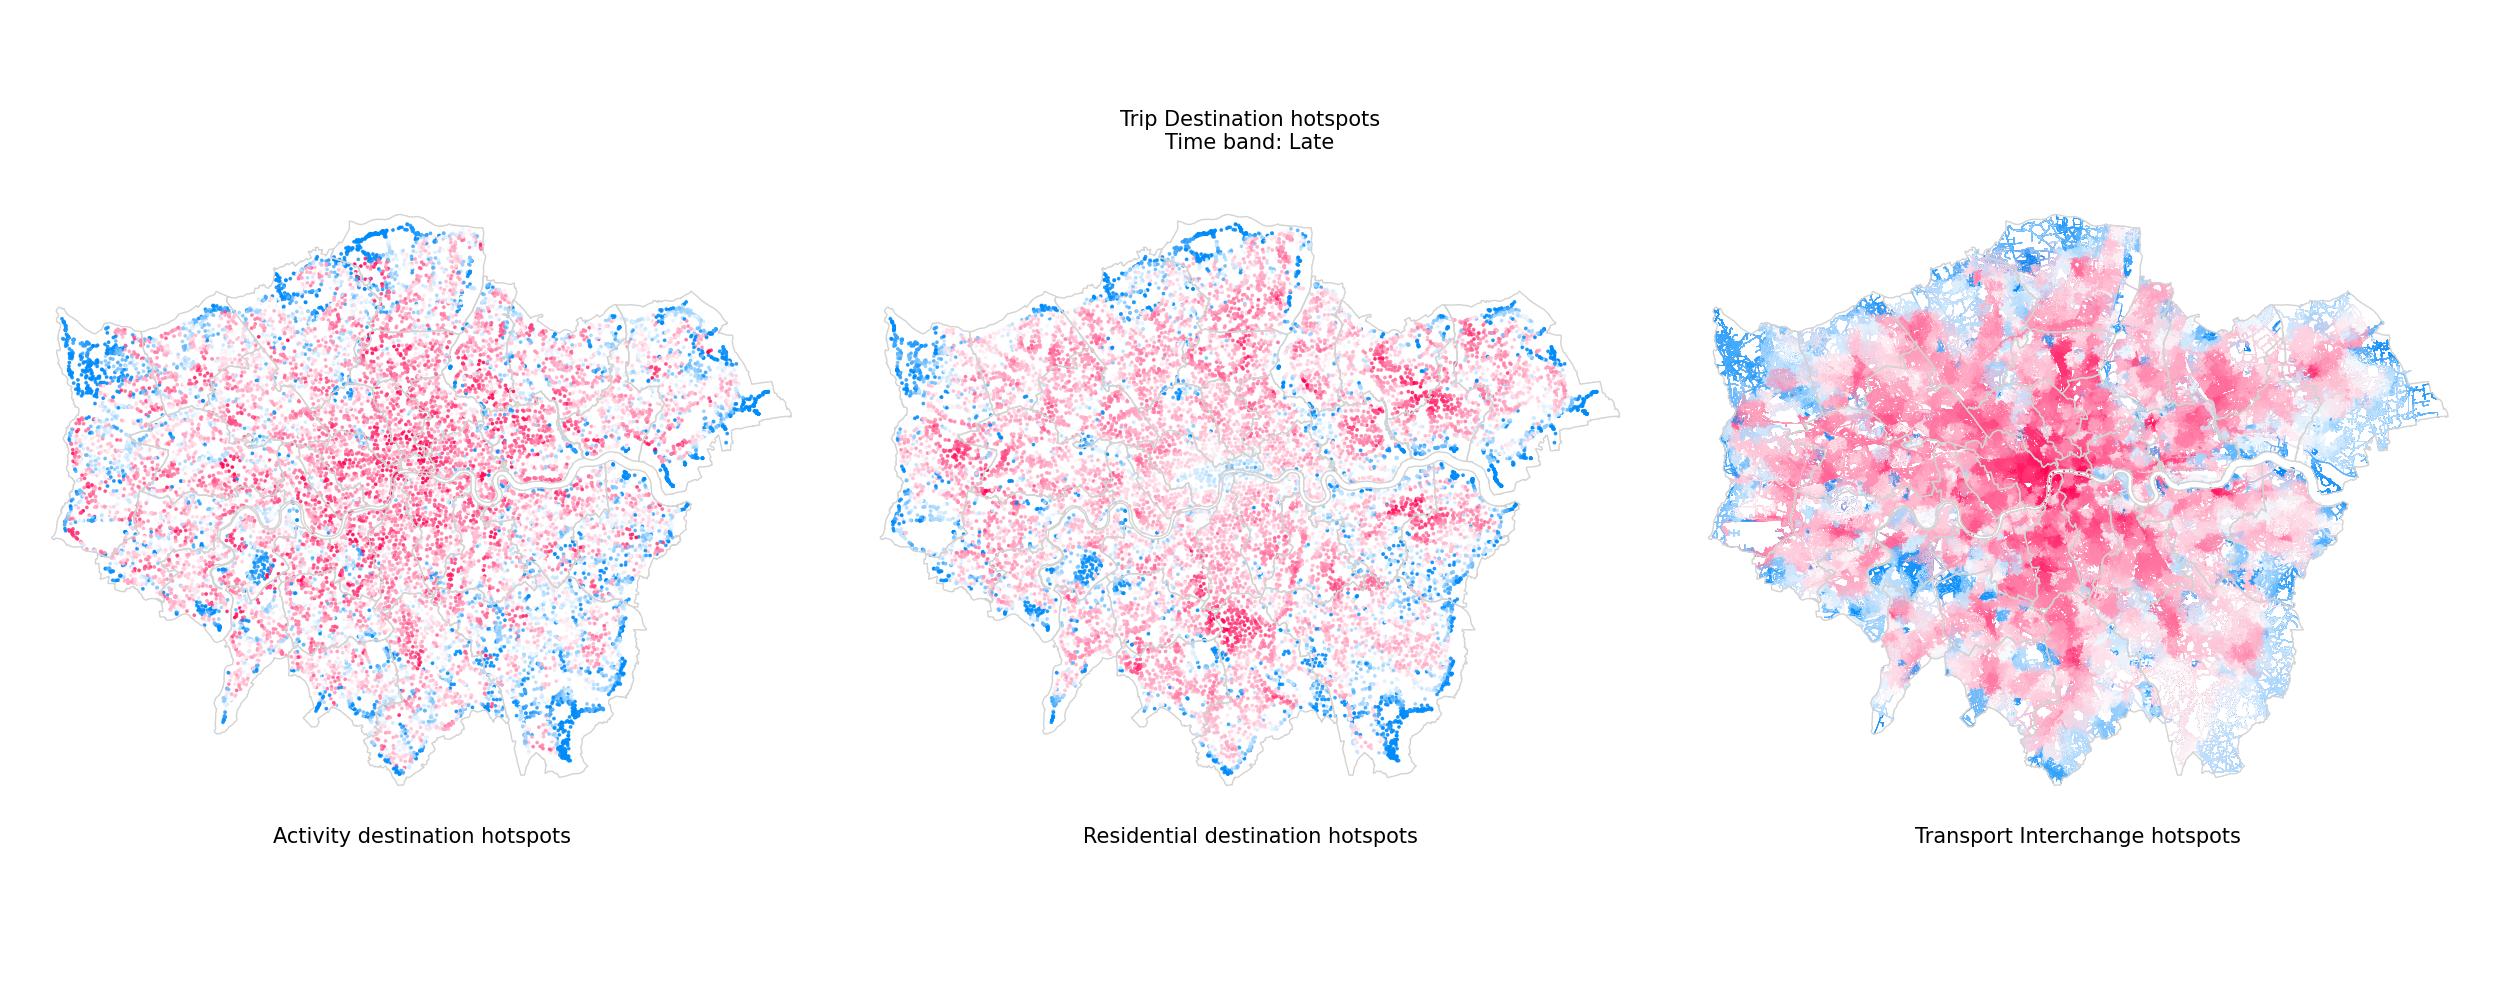 Trip Destination hotspots
Time band: Late
Activity destination hotspots
Residential destination hotspots
Transport Interchange hotspots